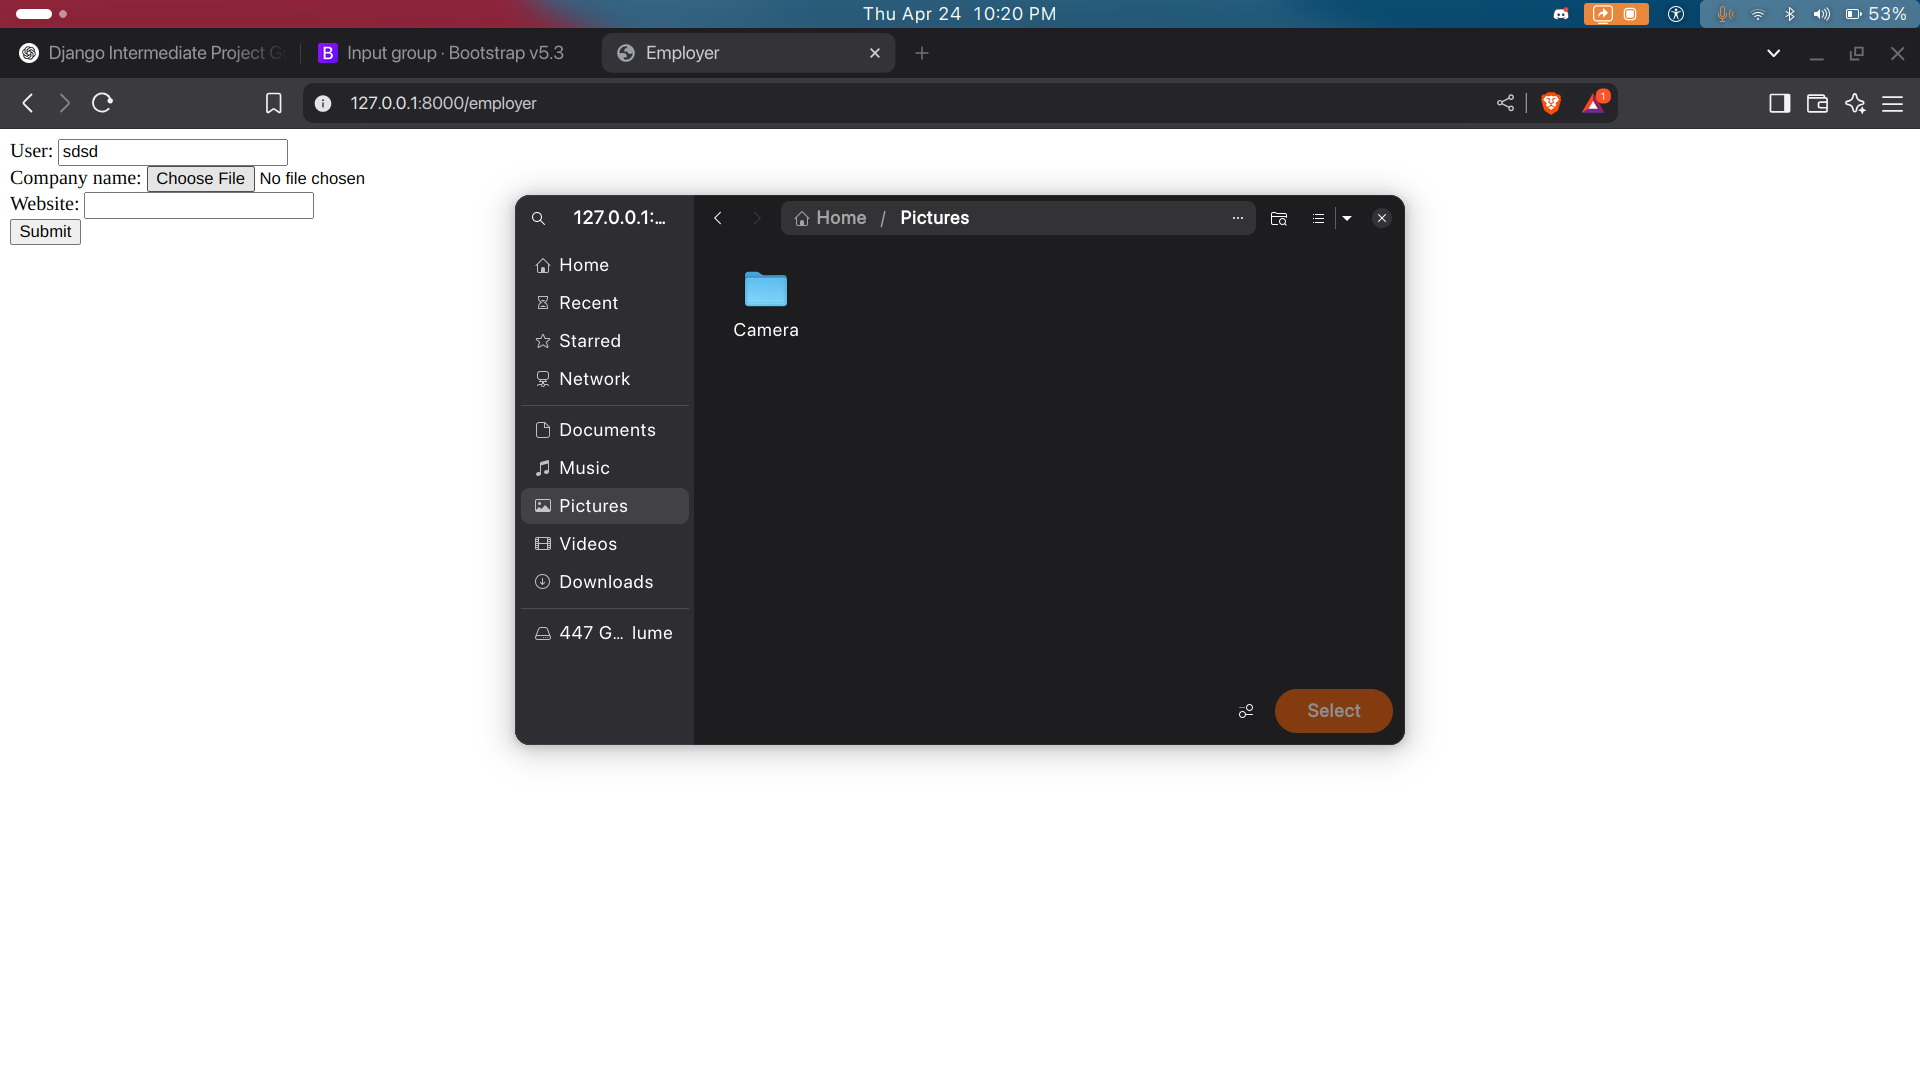 Thu Apr 24 10:20 PM
53%
Django Intermediate Project G
B Input group · Bootstrap v5.3
Employer
127.0.0.1:8000/employer
1
User: sdsd
Company name: Choose File No file chosen
Website:
Submit
127.0.0.1:...
Home / Pictures
Home
Recent
Starred
Network
Documents
Music
Pictures
Videos
Downloads
447 G... lume
Camera
Select